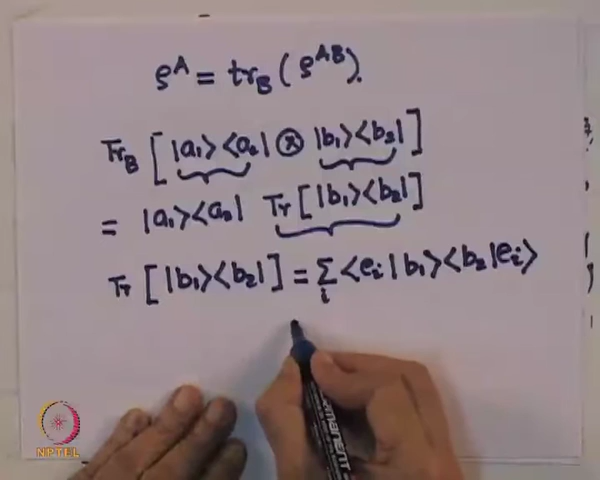 ρ^A = tr_B (ρ^AB).
Tr_B [ |a₁><a₂| ⊗ |b₁><b₂| ]
= |a₁><a₂| Tr [ |b₁><b₂| ]
Tr [ |b₁><b₂| ] = Σ_i <e_i | b₁><b₂ | e_i>
NPTEL